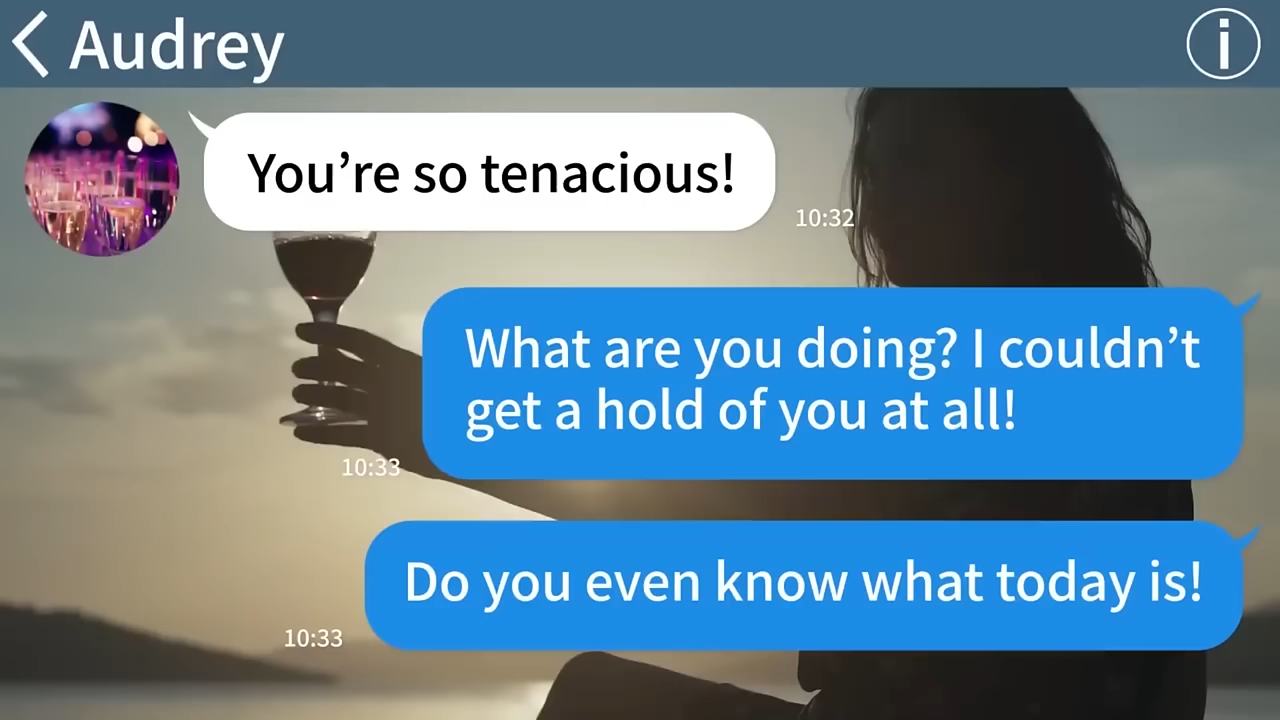 Audrey
i
You’re so tenacious!
10:32
What are you doing? I couldn’t
get a hold of you at all!
10:33
Do you even know what today is!
10:33